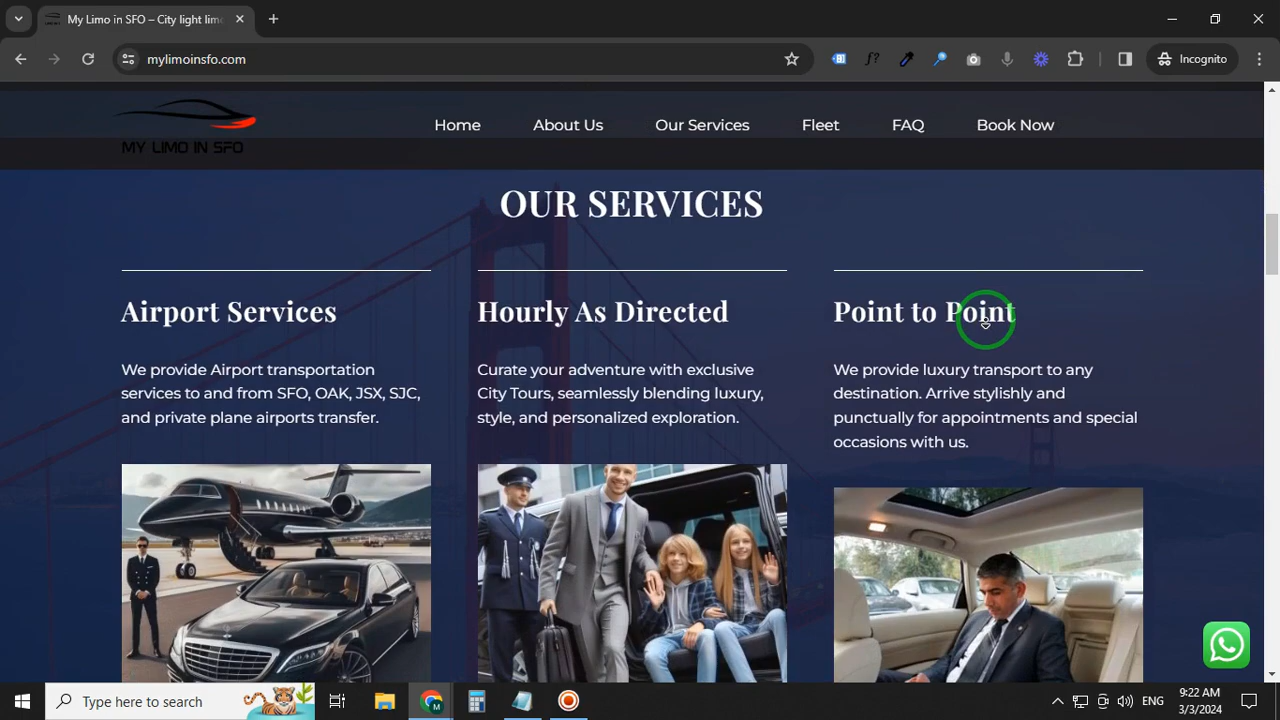 My Limo in SFO – City light lim
mylimoinsfo.com
f?
Incognito
MY LIMO IN SFO
Home
About Us
Our Services
Fleet
FAQ
Book Now
OUR SERVICES
Airport Services
We provide Airport transportation
services to and from SFO, OAK, JSX, SJC,
and private plane airports transfer.
Hourly As Directed
Curate your adventure with exclusive
City Tours, seamlessly blending luxury,
style, and personalized exploration.
Point to Point
We provide luxury transport to any
destination. Arrive stylishly and
punctually for appointments and special
occasions with us.
Type here to search
M
ENG
9:22 AM
3/3/2024